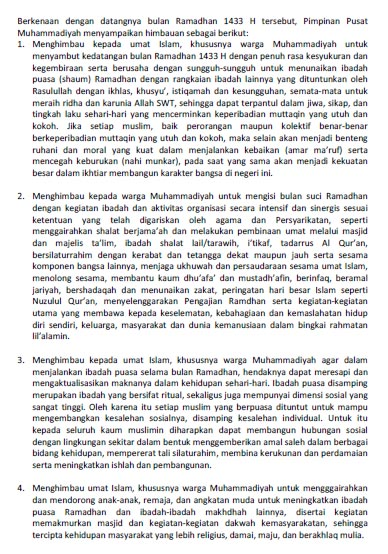 Berkenaan dengan datangnya bulan Ramadhan 1433 H tersebut, Pimpinan Pusat
Muhammadiyah menyampaikan himbauan sebagai berikut:
1. Menghimbau kepada umat Islam, khususnya warga Muhammadiyah untuk
menyambut kedatangan bulan Ramadhan 1433 H dengan penuh rasa kesyukuran dan
kegembiraan serta berusaha dengan sungguh-sungguh untuk menunaikan ibadah
puasa (shaum) Ramadhan dengan rangkaian ibadah lainnya yang dituntunkan oleh
Rasulullah dengan ikhlas, khusyu', istiqamah dan kesungguhan, semata-mata untuk
meraih ridha dan karunia Allah SWT, sehingga dapat terpantul dalam jiwa, sikap, dan
tingkah laku sehari-hari yang mencerminkan keperibadian muttaqin yang utuh dan
kokoh. Jika setiap muslim, baik perorangan maupun kolektif benar-benar
berkeperibadian muttaqin yang utuh dan kokoh, maka selain akan menjadi benteng
ruhani dan moral yang kuat dalam menjalankan kebaikan (amar ma'ruf) serta
mencegah keburukan (nahi munkar), pada saat yang sama akan menjadi kekuatan
besar dalam ikhtiar membangun karakter bangsa di negeri ini.
2. Menghimbau kepada warga Muhammadiyah untuk mengisi bulan suci Ramadhan
dengan kegiatan ibadah dan aktivitas organisasi secara intensif dan sinergis sesuai
ketentuan yang telah digariskan oleh agama dan Persyarikatan, seperti
menggairahkan shalat berjama'ah dan melakukan pembinaan umat melalui masjid
dan majelis ta'lim, ibadah shalat lail/tarawih, i'tikaf, tadarrus Al Qur'an,
bersilaturrahim dengan kerabat dan tetangga dekat maupun jauh serta sesama
komponen bangsa lainnya, menjaga ukhuwah dan persaudaraan sesama umat Islam,
menolong sesama, membantu kaum dhu'afa' dan mustadh'afin, berinfaq, beramal
jariyah, bershadaqah dan menunaikan zakat, peringatan hari besar Islam seperti
Nuzulul Qur'an, menyelenggarakan Pengajian Ramdhan serta kegiatan-kegiatan
utama yang membawa kepada keselematan, kebahagiaan dan kemaslahatan hidup
diri sendiri, keluarga, masyarakat dan dunia kemanusiaan dalam bingkai rahmatan
lil'alamin.
3. Menghimbau kepada umat Islam, khususnya warga Muhammadiyah agar dalam
menjalankan ibadah puasa selama bulan Ramadhan, hendaknya dapat meresapi dan
mengaktualisasikan maknanya dalam kehidupan sehari-hari. Ibadah puasa disamping
merupakan ibadah yang bersifat ritual, sekaligus juga mempunyai dimensi sosial yang
sangat tinggi. Oleh karena itu setiap muslim yang berpuasa dituntut untuk mampu
mengembangkan kesalehan sosialnya, disamping kesalehan individual. Untuk itu
kepada seluruh kaum muslimin diharapkan dapat membangun hubungan sosial
dengan lingkungan sekitar dalam bentuk menggemberikan amal saleh dalam berbagai
bidang kehidupan, mempererat tali silaturahim, membina kerukunan dan perdamaian
serta meningkatkan ishlah dan pembangunan.
4. Menghimbau umat Islam, khususnya warga Muhammadiyah untuk mengggairahkan
dan mendorong anak-anak, remaja, dan angkatan muda untuk meningkatkan ibadah
puasa Ramadhan dan ibadah-ibadah makhdhah lainnya, disertai kegiatan
memakmurkan masjid dan kegiatan-kegiatan dakwah kemasyarakatan, sehingga
tercipta kehidupan masyarakat yang lebih religius, damai, maju, dan berakhlaq mulia.